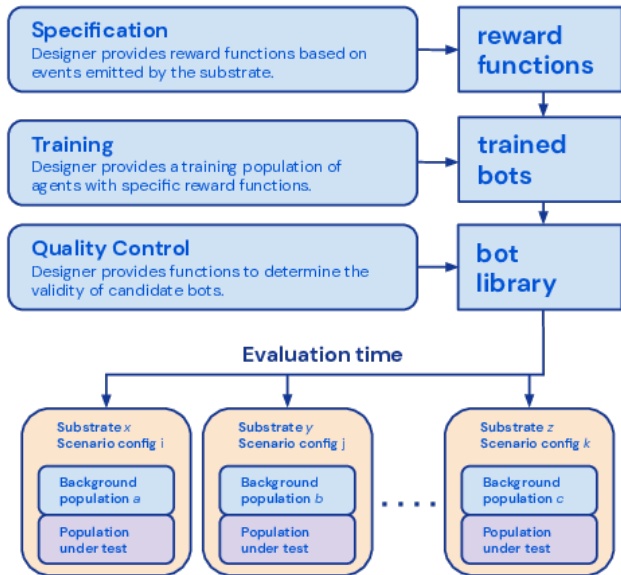 Specification
Designer provides reward functions based on
events emitted by the substrate.
reward
functions
Training
Designer provides a training population of
agents with specific reward functions.
trained
bots
Quality Control
Designer provides functions to determine the
validity of candidate bots.
bot
library
Evaluation time
Substrate x
Scenario config i
Background
population a
Population
under test
Substrate y
Scenario config j
Background
population b
Population
under test
. . . .
Substrate z
Scenario config k
Background
population c
Population
under test